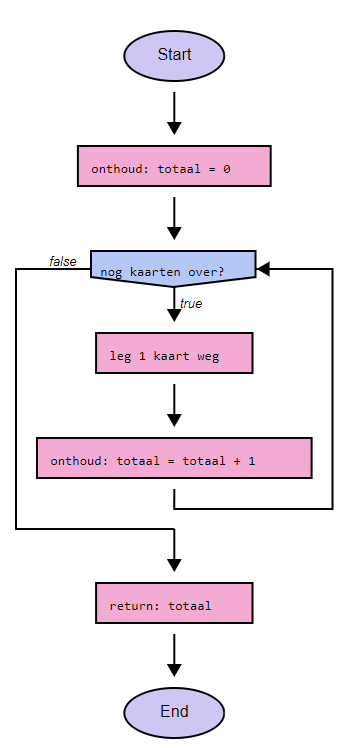 Start
onthoud: totaal = 0
false
nog kaarten over?
true
leg 1 kaart weg
onthoud: totaal = totaal + 1
return: totaal
End